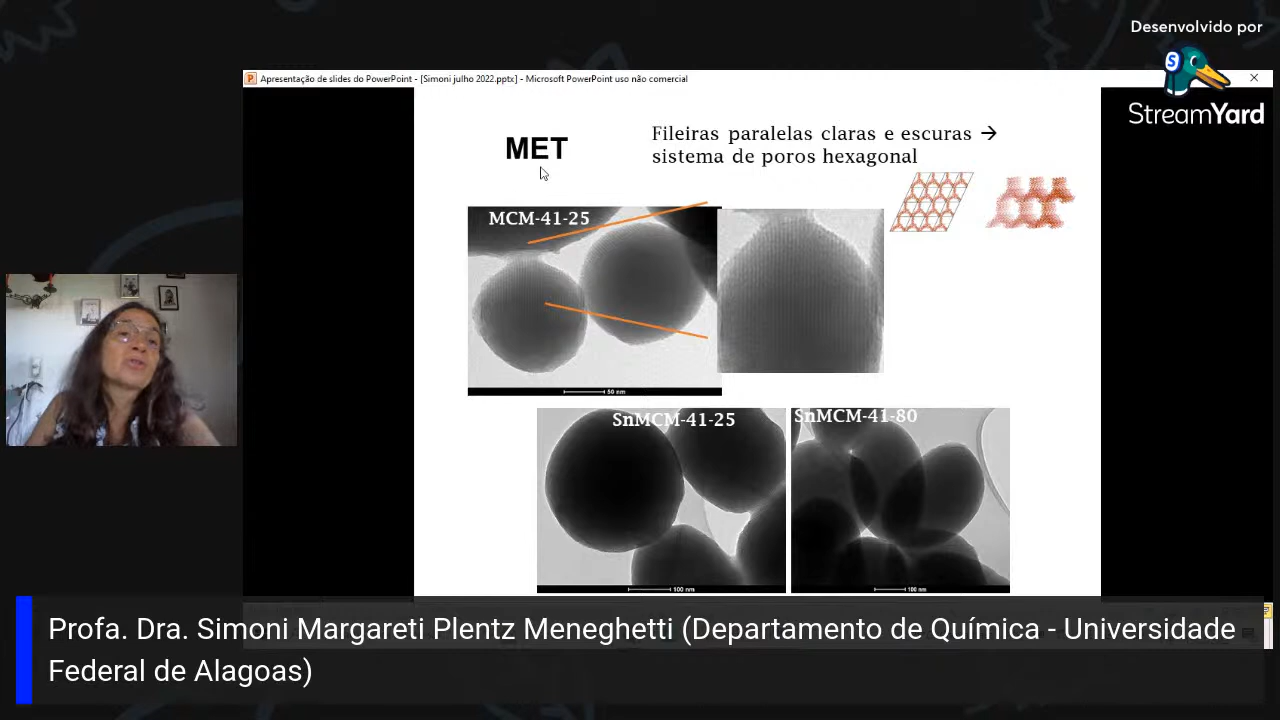 Desenvolvido por
StreamYard
Apresentação de slides do PowerPoint - [Simoni julho 2022.pptx] - Microsoft PowerPoint uso não comercial
MET
Fileiras paralelas claras e escuras →
sistema de poros hexagonal
MCM-41-25
50 nm
SnMCM-41-25
SnMCM-41-80
100 nm
100 nm
Profa. Dra. Simoni Margareti Plentz Meneghetti (Departamento de Química - Universidade
Federal de Alagoas)